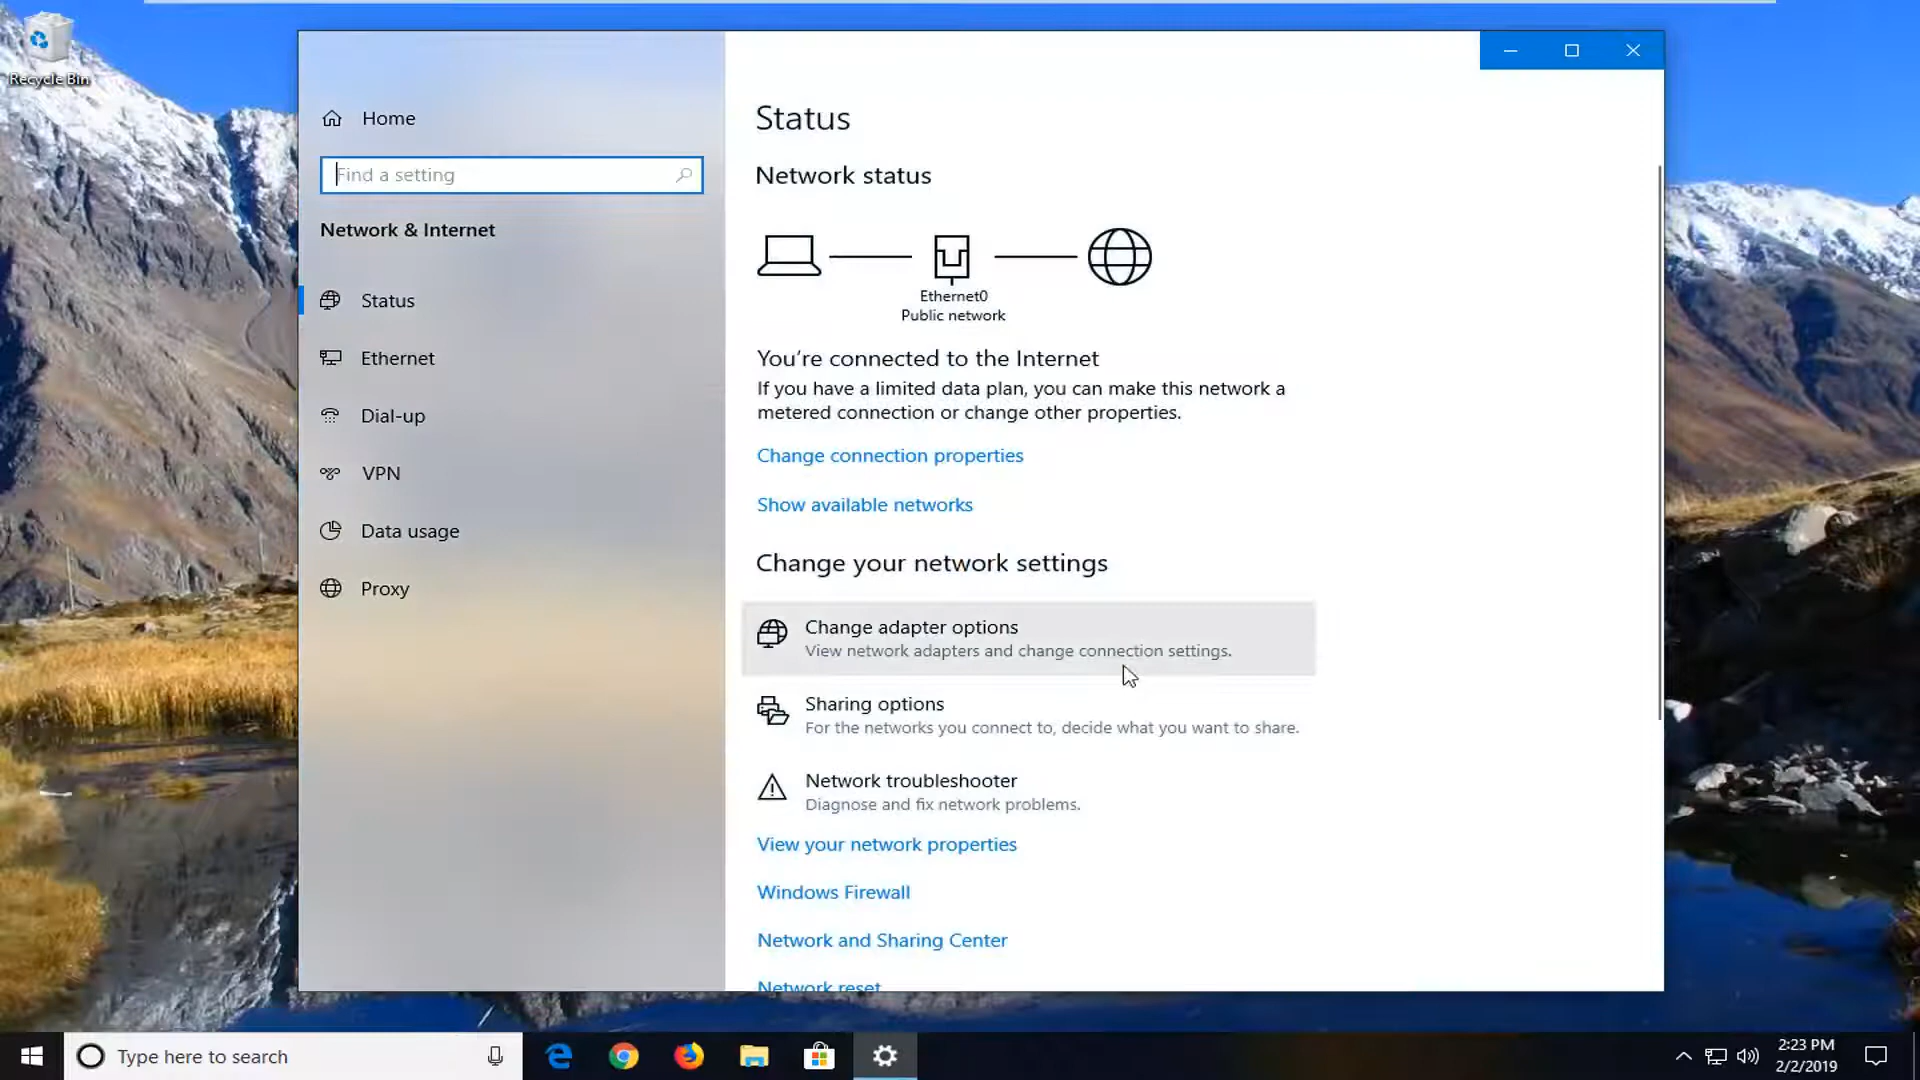 Recycle Bin
Home
Find a setting
Network & Internet
Status
Ethernet
Dial-up
VPN
Data usage
Proxy
Status
Network status
Ethernet0
Public network
You're connected to the Internet
If you have a limited data plan, you can make this network a
metered connection or change other properties.
Change connection properties
Show available networks
Change your network settings
Change adapter options
View network adapters and change connection settings.
Sharing options
For the networks you connect to, decide what you want to share.
Network troubleshooter
Diagnose and fix network problems.
View your network properties
Windows Firewall
Network and Sharing Center
Network reset
Type here to search
2:23 PM
2/2/2019